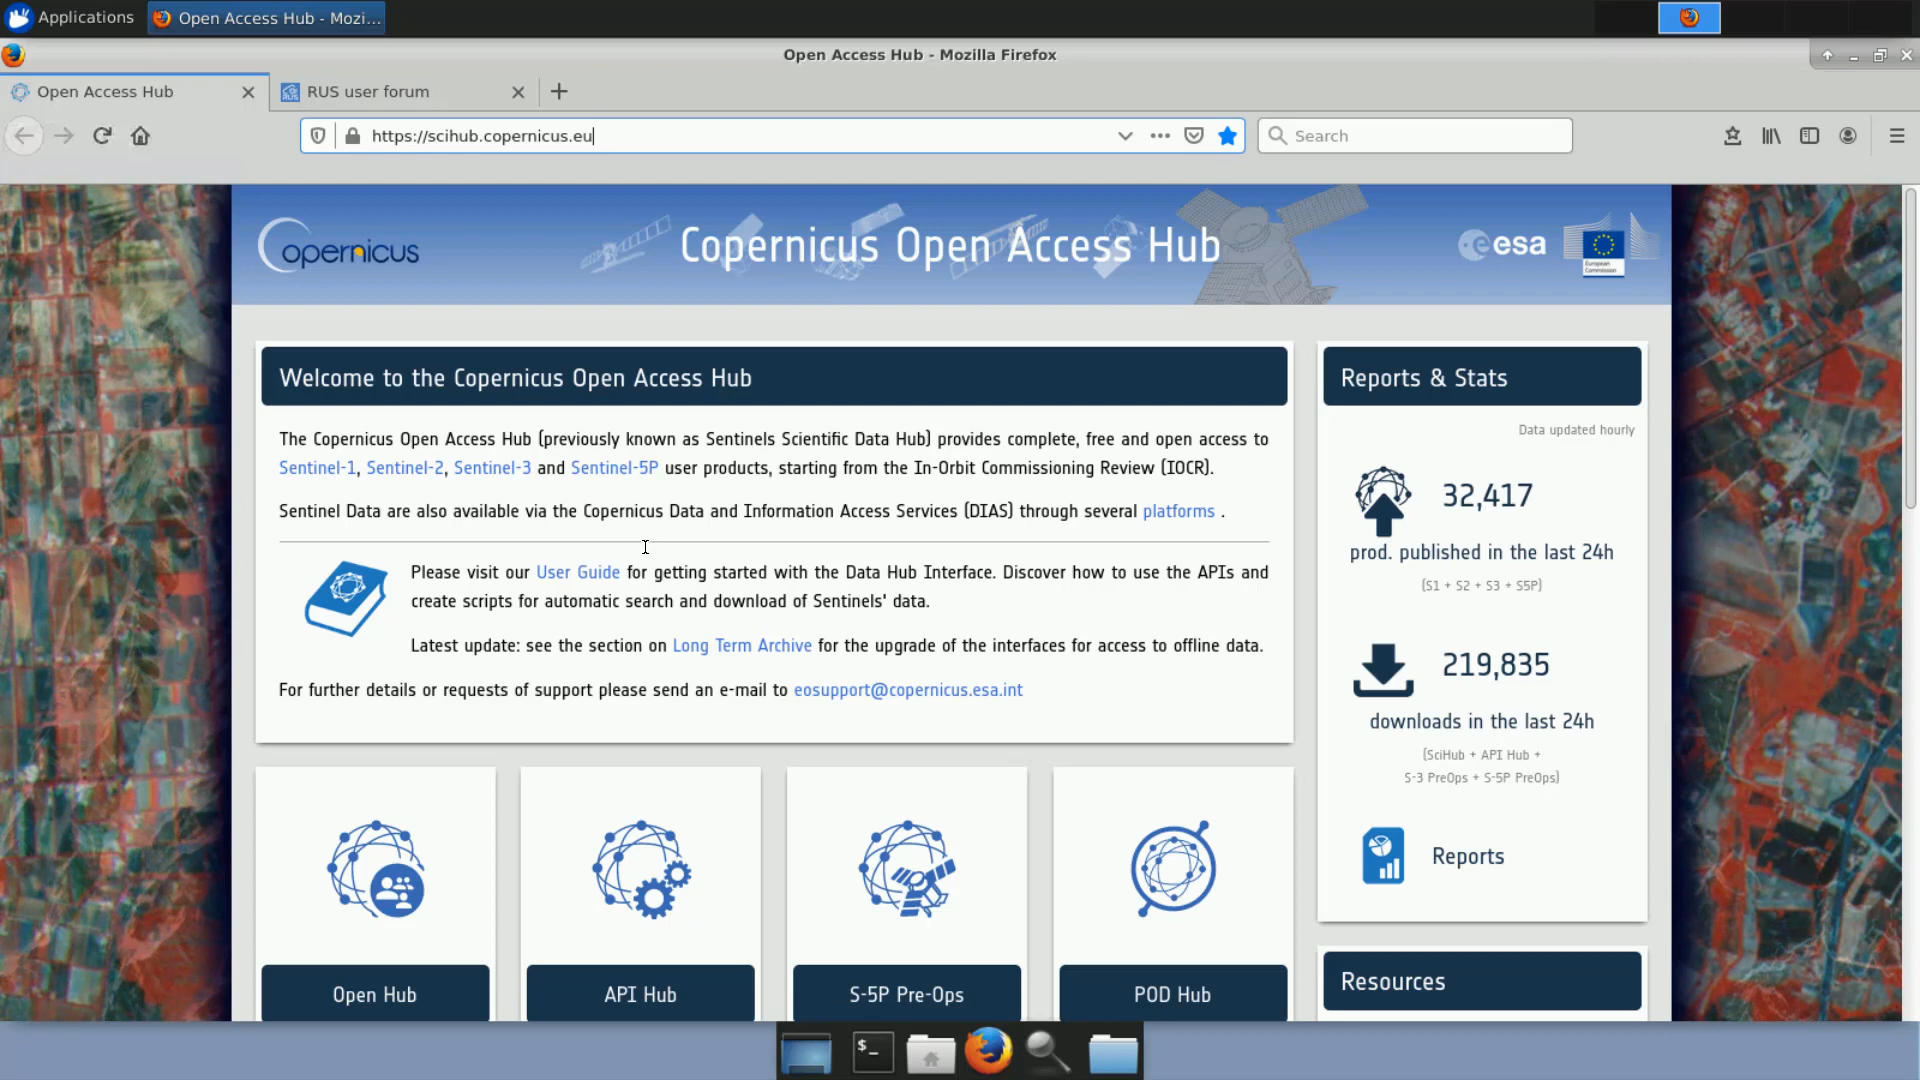 Applications
Open Access Hub - Mozi...
Open Access Hub - Mozilla Firefox
Open Access Hub
RUS user forum
https://scihub.copernicus.eu
Search
opernicus
Copernicus Open Access Hub
esa
European
Commission
Welcome to the Copernicus Open Access Hub
The Copernicus Open Access Hub (previously known as Sentinels Scientific Data Hub) provides complete, free and open access to
Sentinel-1, Sentinel-2, Sentinel-3 and Sentinel-5P user products, starting from the In-Orbit Commissioning Review (IOCR).
Sentinel Data are also available via the Copernicus Data and Information Access Services (DIAS) through several platforms .
Please visit our User Guide for getting started with the Data Hub Interface. Discover how to use the APIs and
create scripts for automatic search and download of Sentinels' data.
Latest update: see the section on Long Term Archive for the upgrade of the interfaces for access to offline data.
For further details or requests of support please send an e-mail to eosupport@copernicus.esa.int
Open Hub
API Hub
S-5P Pre-Ops
POD Hub
Reports & Stats
Data updated hourly
32,417
prod. published in the last 24h
(S1 + S2 + S3 + S5P)
219,835
downloads in the last 24h
(SciHub + API Hub +
S-3 PreOps + S-5P PreOps)
Reports
Resources
$_